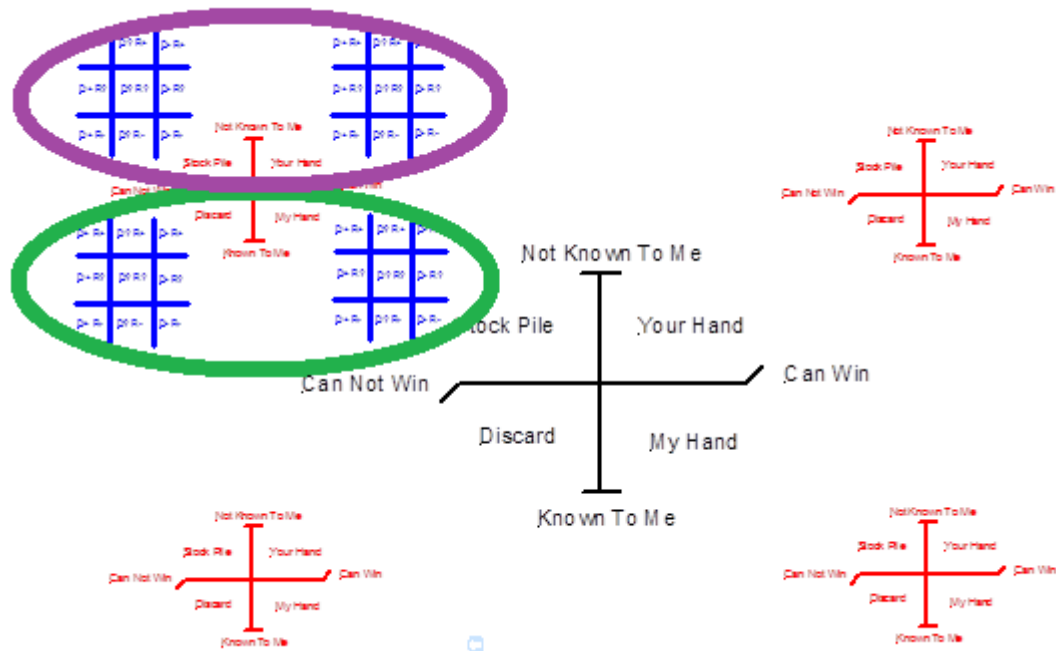 D? R+ D- R+ D? R+ D- R+
D+ R? D? R? D- R? D+ R? D? R? D- R?
D+ R- D? R- D- R- D+ R- D? R- D- R-
Not Known To Me
Stock Pile Your Hand
Can Not Win
Discard My Hand
Known To Me
D+ R+ D? R+ D- R+ D+ R+ D? R+ D- R+
D+ R? D? R? D- R? D+ R? D? R? D- R?
D+ R- D? R- D- R- D+ R- D? R- D- R-
Not Known To Me
Stock Pile Your Hand
Can Not Win Can Win
Discard My Hand
Known To Me
Not Known To Me
tock Pile Your Hand
Can Not Win Can Win
Discard My Hand
Known To Me
Not Known To Me
Stock Pile Your Hand
Can Not Win Can Win
Discard My Hand
Known To Me
Not Known To Me
Stock Pile Your Hand
Can Not Win Can Win
Discard My Hand
Known To Me